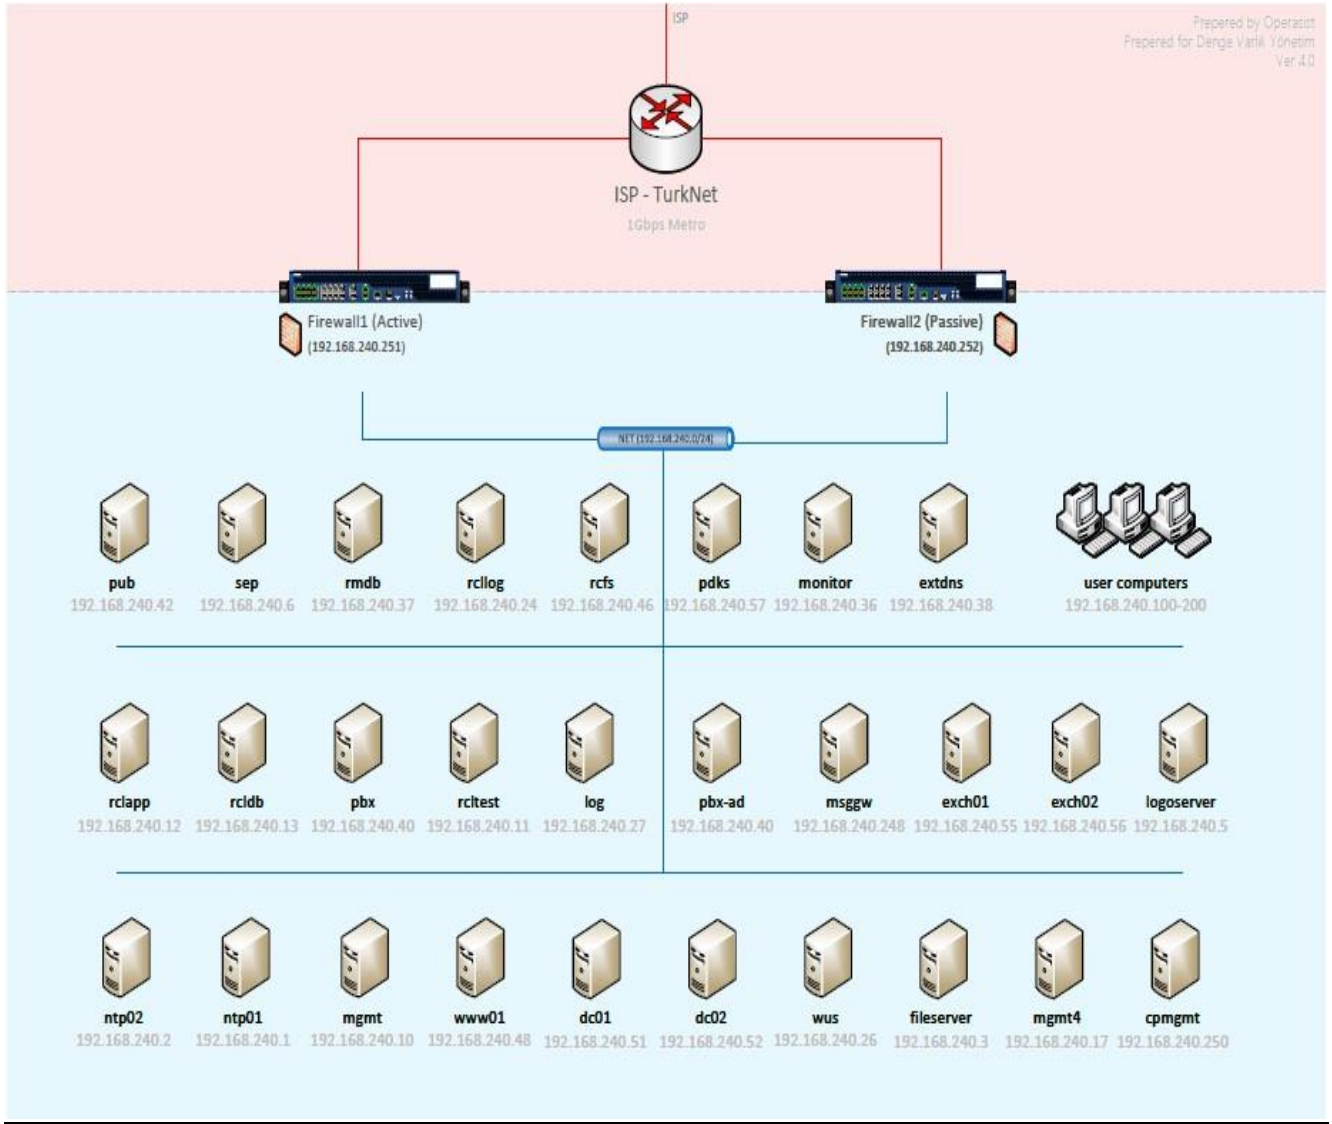 ISP
Prepered by Operasist
Prepered for Denge Varlık Yönetim
Ver 4.0
ISP - TurkNet
1Gbps Metro
Firewall1 (Active)
(192.168.240.251)
Firewall2 (Passive)
(192.168.240.252)
NET (192.168.240.0/24)
pub sep rmdb rcllog rcfs pdks monitor extdns user computers
192.168.240.42 192.168.240.6 192.168.240.37 192.168.240.24 192.168.240.46 192.168.240.57 192.168.240.36 192.168.240.38 192.168.240.100-200
rclapp rcldb pbx rcltest log pbx-ad msggw exch01 exch02 logoserver
192.168.240.12 192.168.240.13 192.168.240.40 192.168.240.11 192.168.240.27 192.168.240.40 192.168.240.248 192.168.240.55 192.168.240.56 192.168.240.5
ntp02 ntp01 mgmt www01 dc01 dc02 wus fileserver mgmt4 cpmgmt
192.168.240.2 192.168.240.1 192.168.240.10 192.168.240.48 192.168.240.51 192.168.240.52 192.168.240.26 192.168.240.3 192.168.240.17 192.168.240.250